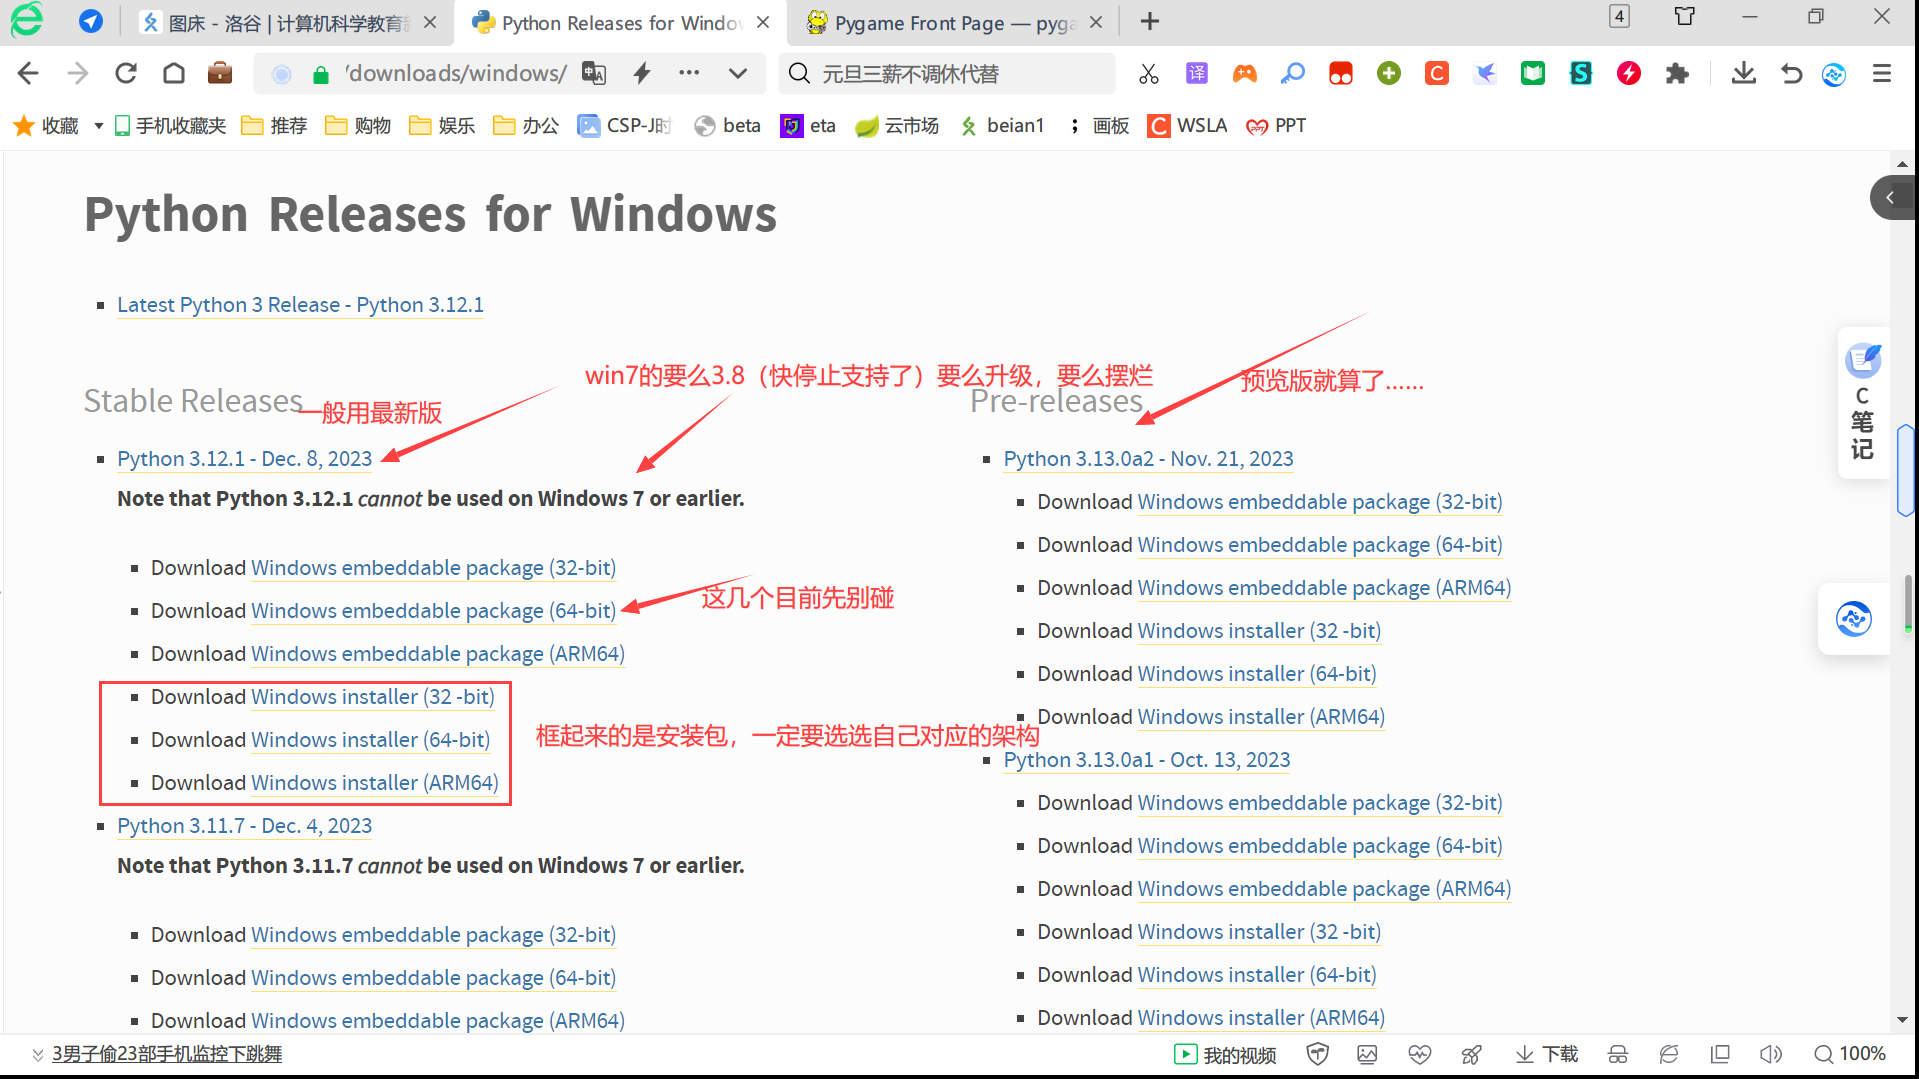 图床 - 洛谷 | 计算机科学教育
Python Releases for Windo
Pygame Front Page — pyga
4
/downloads/windows/
元旦三薪不调休代替
译
C
S
收藏
手机收藏夹
推荐
购物
娱乐
办公
CSP-J时
beta
eta
云市场
beian1
画板
C
WSLA
PPT
Python Releases for Windows
Latest Python 3 Release - Python 3.12.1
win7的要么3.8（快停止支持了）要么升级，要么摆烂
预览版就算了……
Stable Releases
一般用最新版
Python 3.12.1 - Dec. 8, 2023
Note that Python 3.12.1 cannot be used on Windows 7 or earlier.
Download Windows embeddable package (32-bit)
Download Windows embeddable package (64-bit)
这几个目前先别碰
Download Windows embeddable package (ARM64)
Download Windows installer (32 -bit)
Download Windows installer (64-bit)
框起来的是安装包，一定要选选自己对应的架构
Download Windows installer (ARM64)
Python 3.11.7 - Dec. 4, 2023
Note that Python 3.11.7 cannot be used on Windows 7 or earlier.
Download Windows embeddable package (32-bit)
Download Windows embeddable package (64-bit)
Download Windows embeddable package (ARM64)
Pre-releases
Python 3.13.0a2 - Nov. 21, 2023
Download Windows embeddable package (32-bit)
Download Windows embeddable package (64-bit)
Download Windows embeddable package (ARM64)
Download Windows installer (32 -bit)
Download Windows installer (64-bit)
Download Windows installer (ARM64)
Python 3.13.0a1 - Oct. 13, 2023
Download Windows embeddable package (32-bit)
Download Windows embeddable package (64-bit)
Download Windows embeddable package (ARM64)
Download Windows installer (32 -bit)
Download Windows installer (64-bit)
Download Windows installer (ARM64)
C
笔
记
3男子偷23部手机监控下跳舞
我的视频
下载
100%